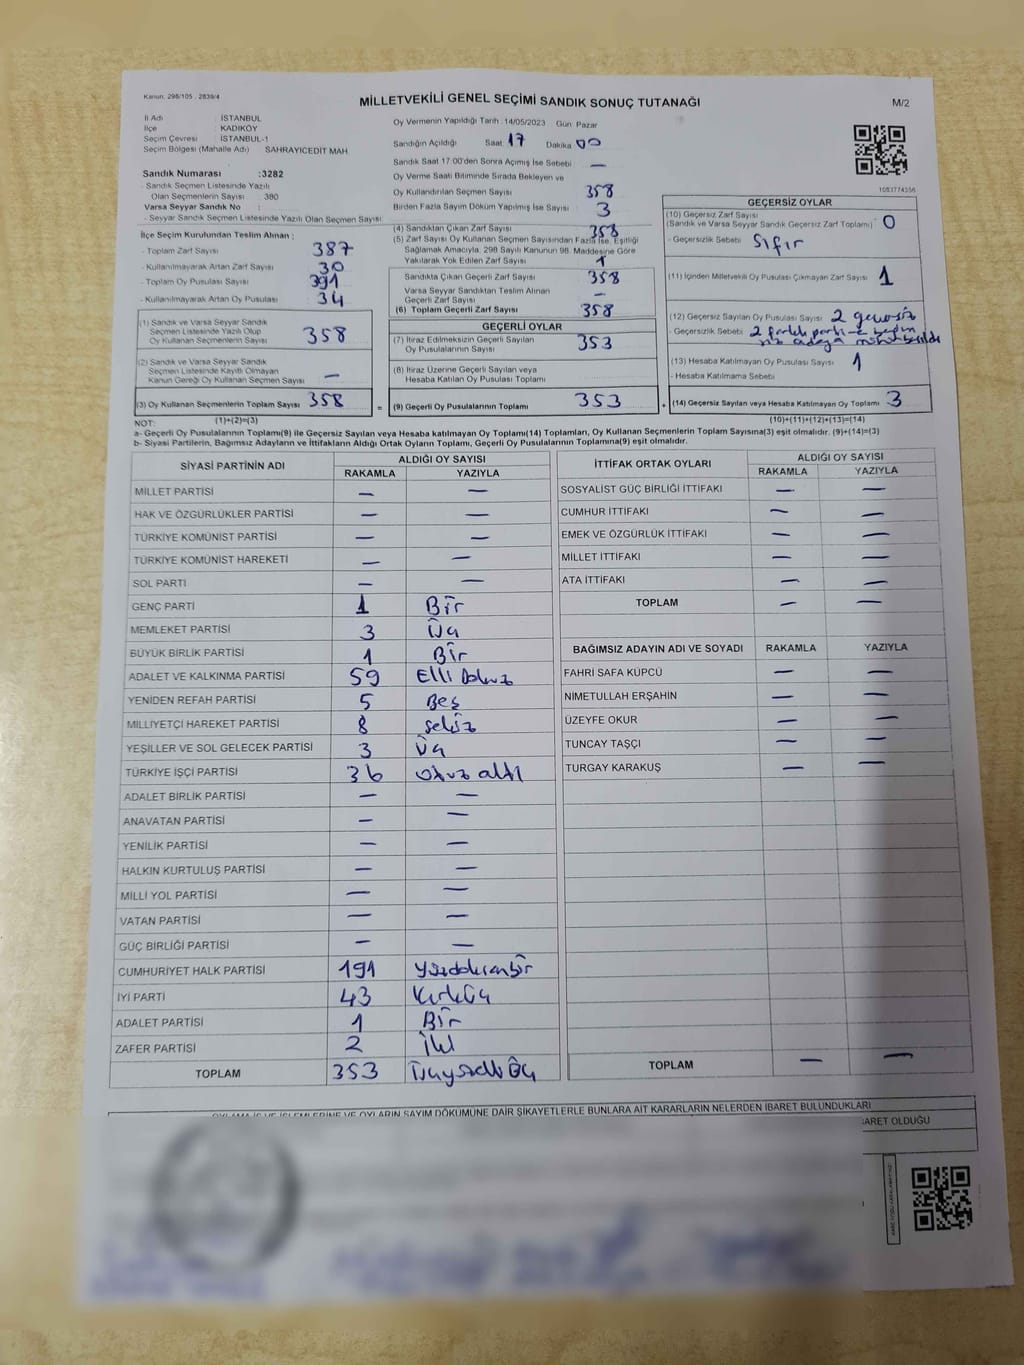 Kanun: 298/105 , 2839/4
MİLLETVEKİLİ GENEL SEÇİMİ SANDIK SONUÇ TUTANAĞI
M/2
İl Adı : İSTANBUL
İlçe : KADIKÖY
Seçim Çevresi : İSTANBUL-1
Seçim Bölgesi (Mahalle Adı) SAHRAYICEDİT MAH.
Sandık Numarası :3282
- Sandık Seçmen Listesinde Yazılı
Olan Seçmenlerin Sayısı : 380
Varsa Seyyar Sandık No :
- Seyyar Sandık Seçmen Listesinde Yazılı Olan Seçmen Sayısı:
Oy Vermenin Yapıldığı Tarih : 14/05/2023 Gün Pazar
Sandığın Açıldığı Saat 17 Dakika 00
Sandık Saat 17:00'den Sonra Açımış İse Sebebi —
Oy Verme Saati Bitiminde Sırada Bekleyen ve
Oy Kullandırılan Seçmen Sayısı 358
Birden Fazla Sayım Döküm Yapılmış İse Sayısı 3
1083774356
İlçe Seçim Kurulundan Teslim Alınan :
- Toplam Zarf Sayısı 387
- Kullanılmayarak Artan Zarf Sayısı 30
- Toplam Oy Pusulası Sayısı 391
- Kullanılmayarak Artan Oy Pusulası 34
(1) Sandık ve Varsa Seyyar Sandık
Seçmen Listesinde Yazılı Olup
Oy Kullanan Seçmenlerin Sayısı 358
(2) Sandık ve Varsa Seyyar Sandık
Seçmen Listesinde Kayıtlı Olmayan
Kanun Gereği Oy Kullanan Seçmen Sayısı —
(3) Oy Kullanan Seçmenlerin Toplam Sayısı 358
(1)+(2)=(3)
(4) Sandıktan Çıkan Zarf Sayısı 358
(5) Zarf Sayısı Oy Kullanan Seçmen Sayısından Fazla İse, Eşitliği
Sağlamak Amacıyla, 298 Sayılı Kanunun 98. Maddesine Göre
Yakılarak Yok Edilen Zarf Sayısı 1
Sandıkta Çıkan Geçerli Zarf Sayısı 358
Varsa Seyyar Sandıktan Teslim Alınan
Geçerli Zarf Sayısı —
(6) Toplam Geçerli Zarf Sayısı 358
GEÇERLİ OYLAR
(7) İtiraz Edilmeksizin Geçerli Sayılan
Oy Pusulalarının Sayısı 353
(8) İtiraz Üzerine Geçerli Sayılan veya
Hesaba Katılan Oy Pusulası Toplamı
= (9) Geçerli Oy Pusulalarının Toplamı 353
GEÇERSİZ OYLAR
(10) Geçersiz Zarf Sayısı
(Sandık ve Varsa Seyyar Sandık Geçersiz Zarf Toplamı) 0
- Geçersizlik Sebebi Sıfır
(11) İçinden Milletvekili Oy Pusulası Çıkmayan Zarf Sayısı 1
(12) Geçersiz Sayılan Oy Pusulası Sayısı 2 geçersiz
- Geçersizlik Sebebi 2 farklı parti
(13) Hesaba Katılmayan Oy Pusulası Sayısı 1
- Hesaba Katılmama Sebebi
+ (14) Geçersiz Sayılan veya Hesaba Katılmayan Oy Toplamı 3
(10)+(11)+(12)+(13)=(14)
NOT:
a- Geçerli Oy Pusulalarının Toplamı(9) ile Geçersiz Sayılan veya Hesaba katılmayan Oy Toplamı(14) Toplamları, Oy Kullanan Seçmenlerin Toplam Sayısına(3) eşit olmalıdır. (9)+(14)=(3)
b- Siyasi Partilerin, Bağımsız Adayların ve İttifakların Aldığı Ortak Oyların Toplamı, Geçerli Oy Pusulalarının Toplamına(9) eşit olmalıdır.
SİYASİ PARTİNİN ADI ALDIĞI OY SAYISI
RAKAMLA YAZIYLA
MİLLET PARTİSİ — —
HAK VE ÖZGÜRLÜKLER PARTİSİ — —
TÜRKİYE KOMÜNİST PARTİSİ — —
TÜRKİYE KOMÜNİST HAREKETİ — —
SOL PARTİ — —
GENÇ PARTİ 1 Bir
MEMLEKET PARTİSİ 3 Üç
BÜYÜK BİRLİK PARTİSİ 1 Bir
ADALET VE KALKINMA PARTİSİ 59 Elli Dokuz
YENİDEN REFAH PARTİSİ 5 Beş
MİLLİYETÇİ HAREKET PARTİSİ 8 sekiz
YEŞİLLER VE SOL GELECEK PARTİSİ 3 Üç
TÜRKİYE İŞÇİ PARTİSİ 36 otuz altı
ADALET BİRLİK PARTİSİ — —
ANAVATAN PARTİSİ — —
YENİLİK PARTİSİ — —
HALKIN KURTULUŞ PARTİSİ — —
MİLLİ YOL PARTİSİ — —
VATAN PARTİSİ — —
GÜÇ BİRLİĞİ PARTİSİ — —
CUMHURİYET HALK PARTİSİ 191 Yüzdoksanbir
İYİ PARTİ 43 Kırküç
ADALET PARTİSİ 1 Bir
ZAFER PARTİSİ 2 İki
TOPLAM 353 Üçyüzelli Üç
İTTİFAK ORTAK OYLARI ALDIĞI OY SAYISI
RAKAMLA YAZIYLA
SOSYALİST GÜÇ BİRLİĞİ İTTİFAKI — —
CUMHUR İTTİFAKI — —
EMEK VE ÖZGÜRLÜK İTTİFAKI — —
MİLLET İTTİFAKI — —
ATA İTTİFAKI — —
TOPLAM — —
BAĞIMSIZ ADAYIN ADI VE SOYADI RAKAMLA YAZIYLA
FAHRİ SAFA KÜPCÜ — —
NİMETULLAH ERŞAHİN — —
ÜZEYFE OKUR — —
TUNCAY TAŞÇI — —
TURGAY KARAKUŞ — —
TOPLAM — —
OYLAMA İŞ VE İŞLEMLERİNE VE OYLARIN SAYIM DÖKÜMÜNE DAİR ŞİKAYETLERLE BUNLARA AİT KARARLARIN NELERDEN İBARET BULUNDUKLARI
OLDUĞU